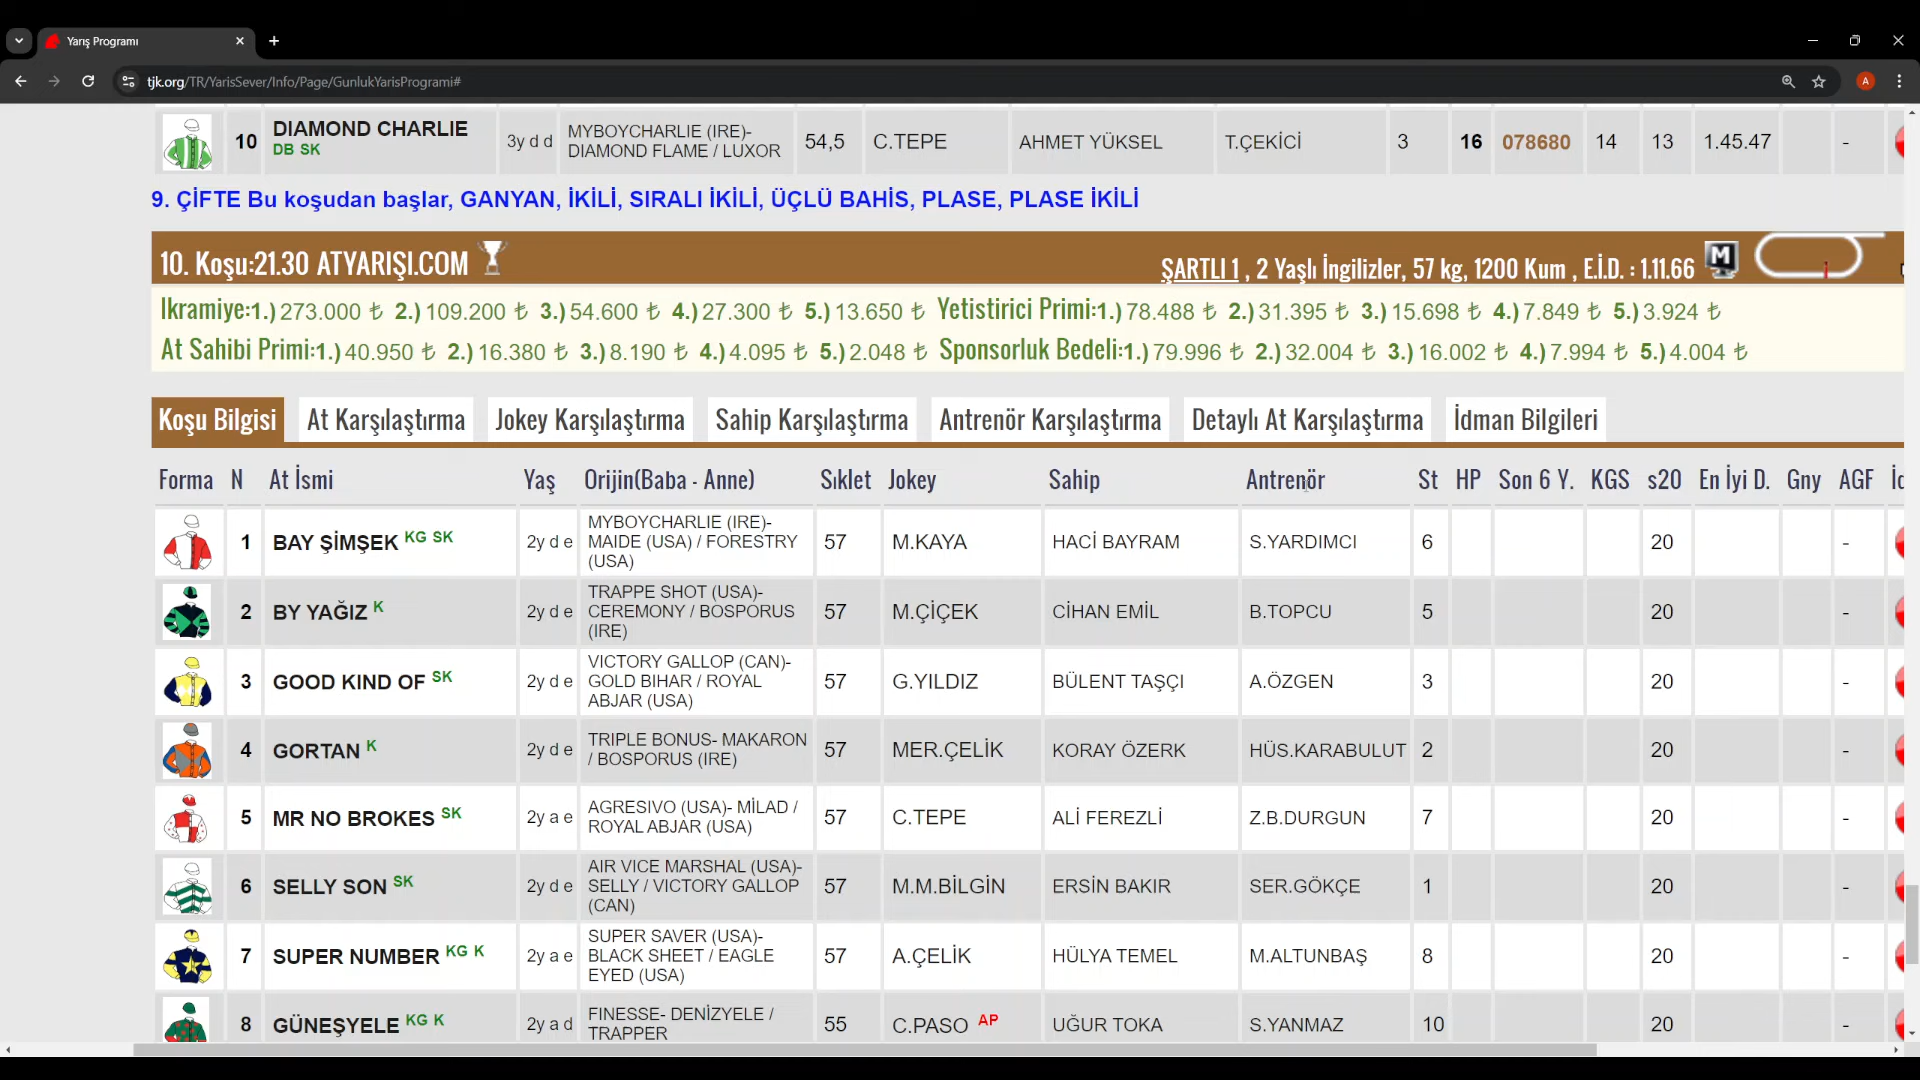 Yarış Programı
tjk.org/TR/YarisSever/Info/Page/GunlukYarisProgrami#
A
10 DIAMOND CHARLIE DB SK 3y d d MYBOYCHARLIE (IRE)- DIAMOND FLAME / LUXOR 54,5 C.TEPE AHMET YÜKSEL T.ÇEKİCİ 3 16 078680 14 13 1.45.47 -
9. ÇİFTE Bu koşudan başlar, GANYAN, İKİLİ, SIRALI İKİLİ, ÜÇLÜ BAHİS, PLASE, PLASE İKİLİ
10. Koşu:21.30 ATYARIŞI.COM ŞARTLI 1 , 2 Yaşlı İngilizler, 57 kg, 1200 Kum , E.İ.D. : 1.11.66 M
Ikramiye:1.) 273.000 ₺ 2.) 109.200 ₺ 3.) 54.600 ₺ 4.) 27.300 ₺ 5.) 13.650 ₺ Yetistirici Primi:1.) 78.488 ₺ 2.) 31.395 ₺ 3.) 15.698 ₺ 4.) 7.849 ₺ 5.) 3.924 ₺
At Sahibi Primi:1.) 40.950 ₺ 2.) 16.380 ₺ 3.) 8.190 ₺ 4.) 4.095 ₺ 5.) 2.048 ₺ Sponsorluk Bedeli:1.) 79.996 ₺ 2.) 32.004 ₺ 3.) 16.002 ₺ 4.) 7.994 ₺ 5.) 4.004 ₺
Koşu Bilgisi At Karşılaştırma Jokey Karşılaştırma Sahip Karşılaştırma Antrenör Karşılaştırma Detaylı At Karşılaştırma İdman Bilgileri
Forma N At İsmi Yaş Orijin(Baba - Anne) Sıklet Jokey Sahip Antrenör St HP Son 6 Y. KGS s20 En İyi D. Gny AGF
1 BAY ŞİMŞEK KG SK 2y d e MYBOYCHARLIE (IRE)- MAIDE (USA) / FORESTRY (USA) 57 M.KAYA HACİ BAYRAM S.YARDIMCI 6 20 -
2 BY YAĞIZ K 2y d e TRAPPE SHOT (USA)- CEREMONY / BOSPORUS (IRE) 57 M.ÇİÇEK CİHAN EMİL B.TOPCU 5 20 -
3 GOOD KIND OF SK 2y d e VICTORY GALLOP (CAN)- GOLD BIHAR / ROYAL ABJAR (USA) 57 G.YILDIZ BÜLENT TAŞÇI A.ÖZGEN 3 20 -
4 GORTAN K 2y d e TRIPLE BONUS- MAKARON / BOSPORUS (IRE) 57 MER.ÇELİK KORAY ÖZERK HÜS.KARABULUT 2 20 -
5 MR NO BROKES SK 2y a e AGRESIVO (USA)- MİLAD / ROYAL ABJAR (USA) 57 C.TEPE ALİ FEREZLİ Z.B.DURGUN 7 20 -
6 SELLY SON SK 2y d e AIR VICE MARSHAL (USA)- SELLY / VICTORY GALLOP (CAN) 57 M.M.BİLGİN ERSİN BAKIR SER.GÖKÇE 1 20 -
7 SUPER NUMBER KG K 2y a e SUPER SAVER (USA)- BLACK SHEET / EAGLE EYED (USA) 57 A.ÇELİK HÜLYA TEMEL M.ALTUNBAŞ 8 20 -
8 GÜNEŞYELE KG K 2y a d FINESSE- DENİZYELE / TRAPPER 55 C.PASO AP UĞUR TOKA S.YANMAZ 10 20 -